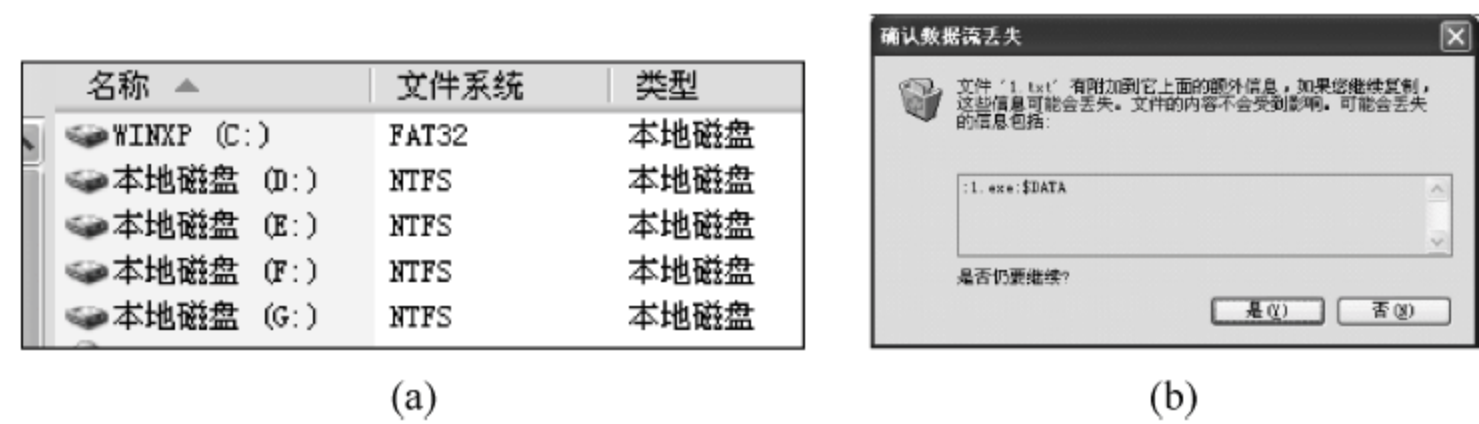 名称 文件系统 类型
WINXP (C:) FAT32 本地磁盘
本地磁盘 (D:) NTFS 本地磁盘
本地磁盘 (E:) NTFS 本地磁盘
本地磁盘 (F:) NTFS 本地磁盘
本地磁盘 (G:) NTFS 本地磁盘
(a)
确认数据流丢失
文件 '1.txt' 有附加到它上面的额外信息，如果您继续复制，
这些信息可能会丢失。文件的内容不会受到影响。可能会丢失
的信息包括:
:1.exe:$DATA
是否仍要继续?
是(Y) 否(N)
(b)